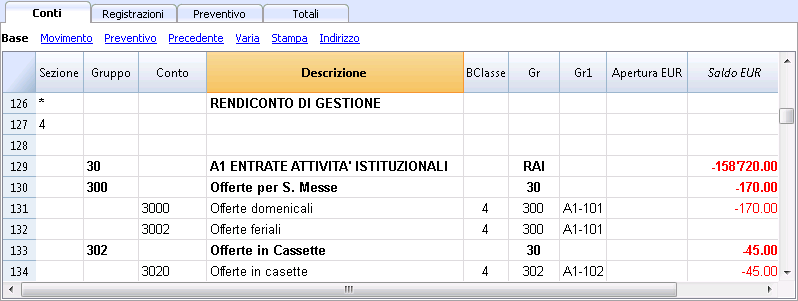 Conti Registrazioni Preventivo Totali
Base Movimento Preventivo Precedente Varia Stampa Indirizzo
Sezione Gruppo Conto Descrizione BClasse Gr Gr1 Apertura EUR Saldo EUR
126 * RENDICONTO DI GESTIONE
127 4
128
129 30 A1 ENTRATE ATTIVITA' ISTITUZIONALI RAI -158'720.00
130 300 Offerte per S. Messe 30 -170.00
131 3000 Offerte domenicali 4 300 A1-101 -170.00
132 3002 Offerte feriali 4 300 A1-101
133 302 Offerte in Cassette 30 -45.00
134 3020 Offerte in casette 4 302 A1-102 -45.00